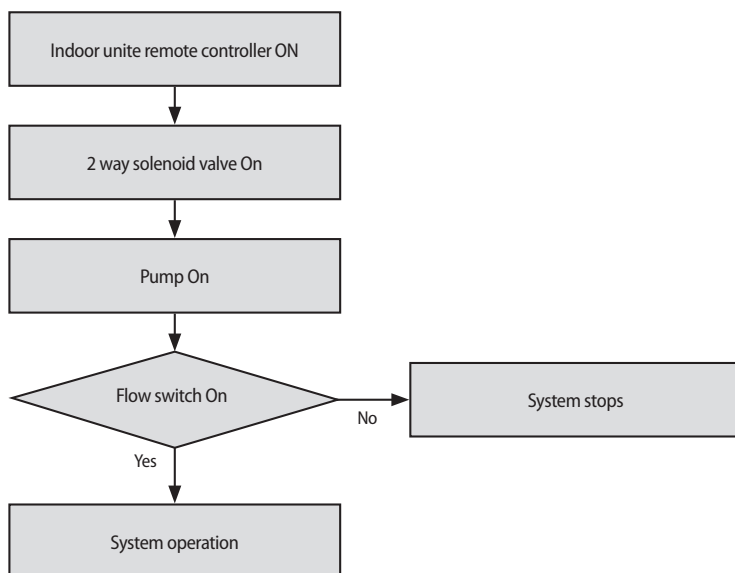 Indoor unite remote controller ON
2 way solenoid valve On
Pump On
Flow switch On
No
System stops
Yes
System operation